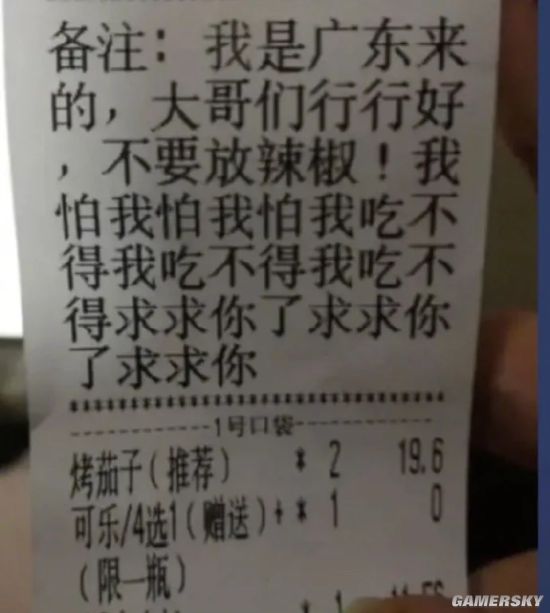 备注：我是广东来
的，大哥们行行好
，不要放辣椒！我
怕我怕我怕我吃不
得我吃不得我吃不
得求求你了求求你
了求求你
********************************
------------1号口袋------------
烤茄子(推荐) * 2 19.6
可乐/4选1(赠送)+ * 1 0
(限一瓶)
* 1
GAMERSKY